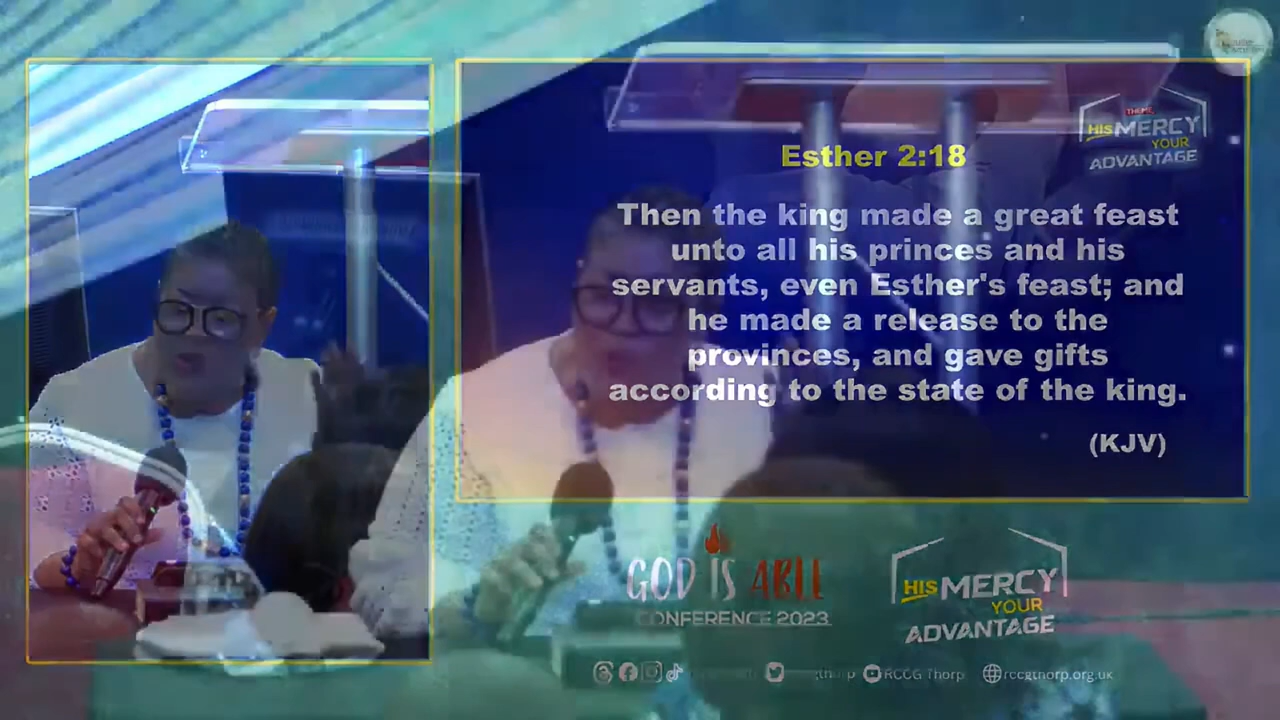 THEME
HIS MERCY
YOUR
ADVANTAGE
Esther 2:18
Then the king made a great feast
unto all his princes and his
servants, even Esther's feast; and
he made a release to the
provinces, and gave gifts
according to the state of the king.
(KJV)
GOD IS ABLE
CONFERENCE 2023
HIS MERCY
YOUR
ADVANTAGE
RCCG Thorp rccgthorp.org.uk